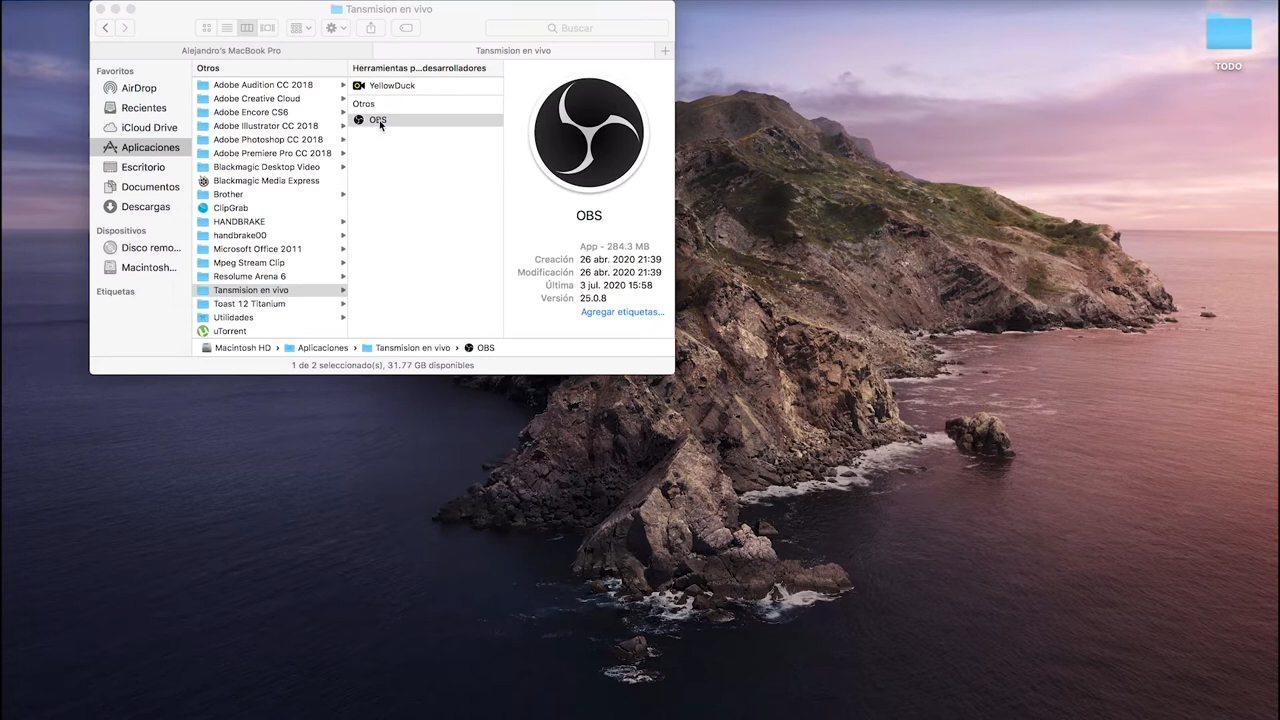 Tansmision en vivo
Buscar
Alejandro's MacBook Pro
Tansmision en vivo
Favoritos
AirDrop
Recientes
iCloud Drive
Aplicaciones
Escritorio
Documentos
Descargas
Dispositivos
Disco remo...
Macintosh...
Etiquetas
Otros
Adobe Audition CC 2018
Adobe Creative Cloud
Adobe Encore CS6
Adobe Illustrator CC 2018
Adobe Photoshop CC 2018
Adobe Premiere Pro CC 2018
Blackmagic Desktop Video
Blackmagic Media Express
Brother
ClipGrab
HANDBRAKE
handbrake00
Microsoft Office 2011
Mpeg Stream Clip
Resolume Arena 6
Tansmision en vivo
Toast 12 Titanium
Utilidades
uTorrent
Herramientas p...desarrolladores
YellowDuck
Otros
OBS
OBS
App - 284.3 MB
Creación 26 abr. 2020 21:39
Modificación 26 abr. 2020 21:39
Última 3 jul. 2020 15:58
Versión 25.0.8
Agregar etiquetas...
Macintosh HD › Aplicaciones › Tansmision en vivo › OBS
1 de 2 seleccionado(s), 31.77 GB disponibles
TODO